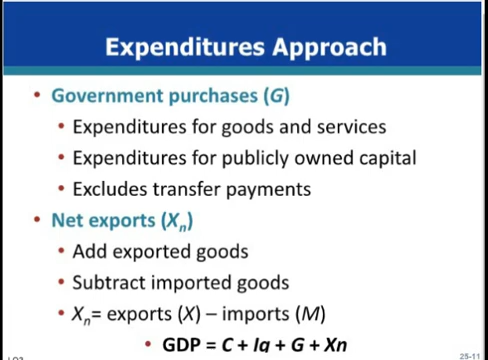 Expenditures Approach
• Government purchases (G)
• Expenditures for goods and services
• Expenditures for publicly owned capital
• Excludes transfer payments
• Net exports (Xn)
• Add exported goods
• Subtract imported goods
• Xn= exports (X) – imports (M)
• GDP = C + Ig + G + Xn
25-11